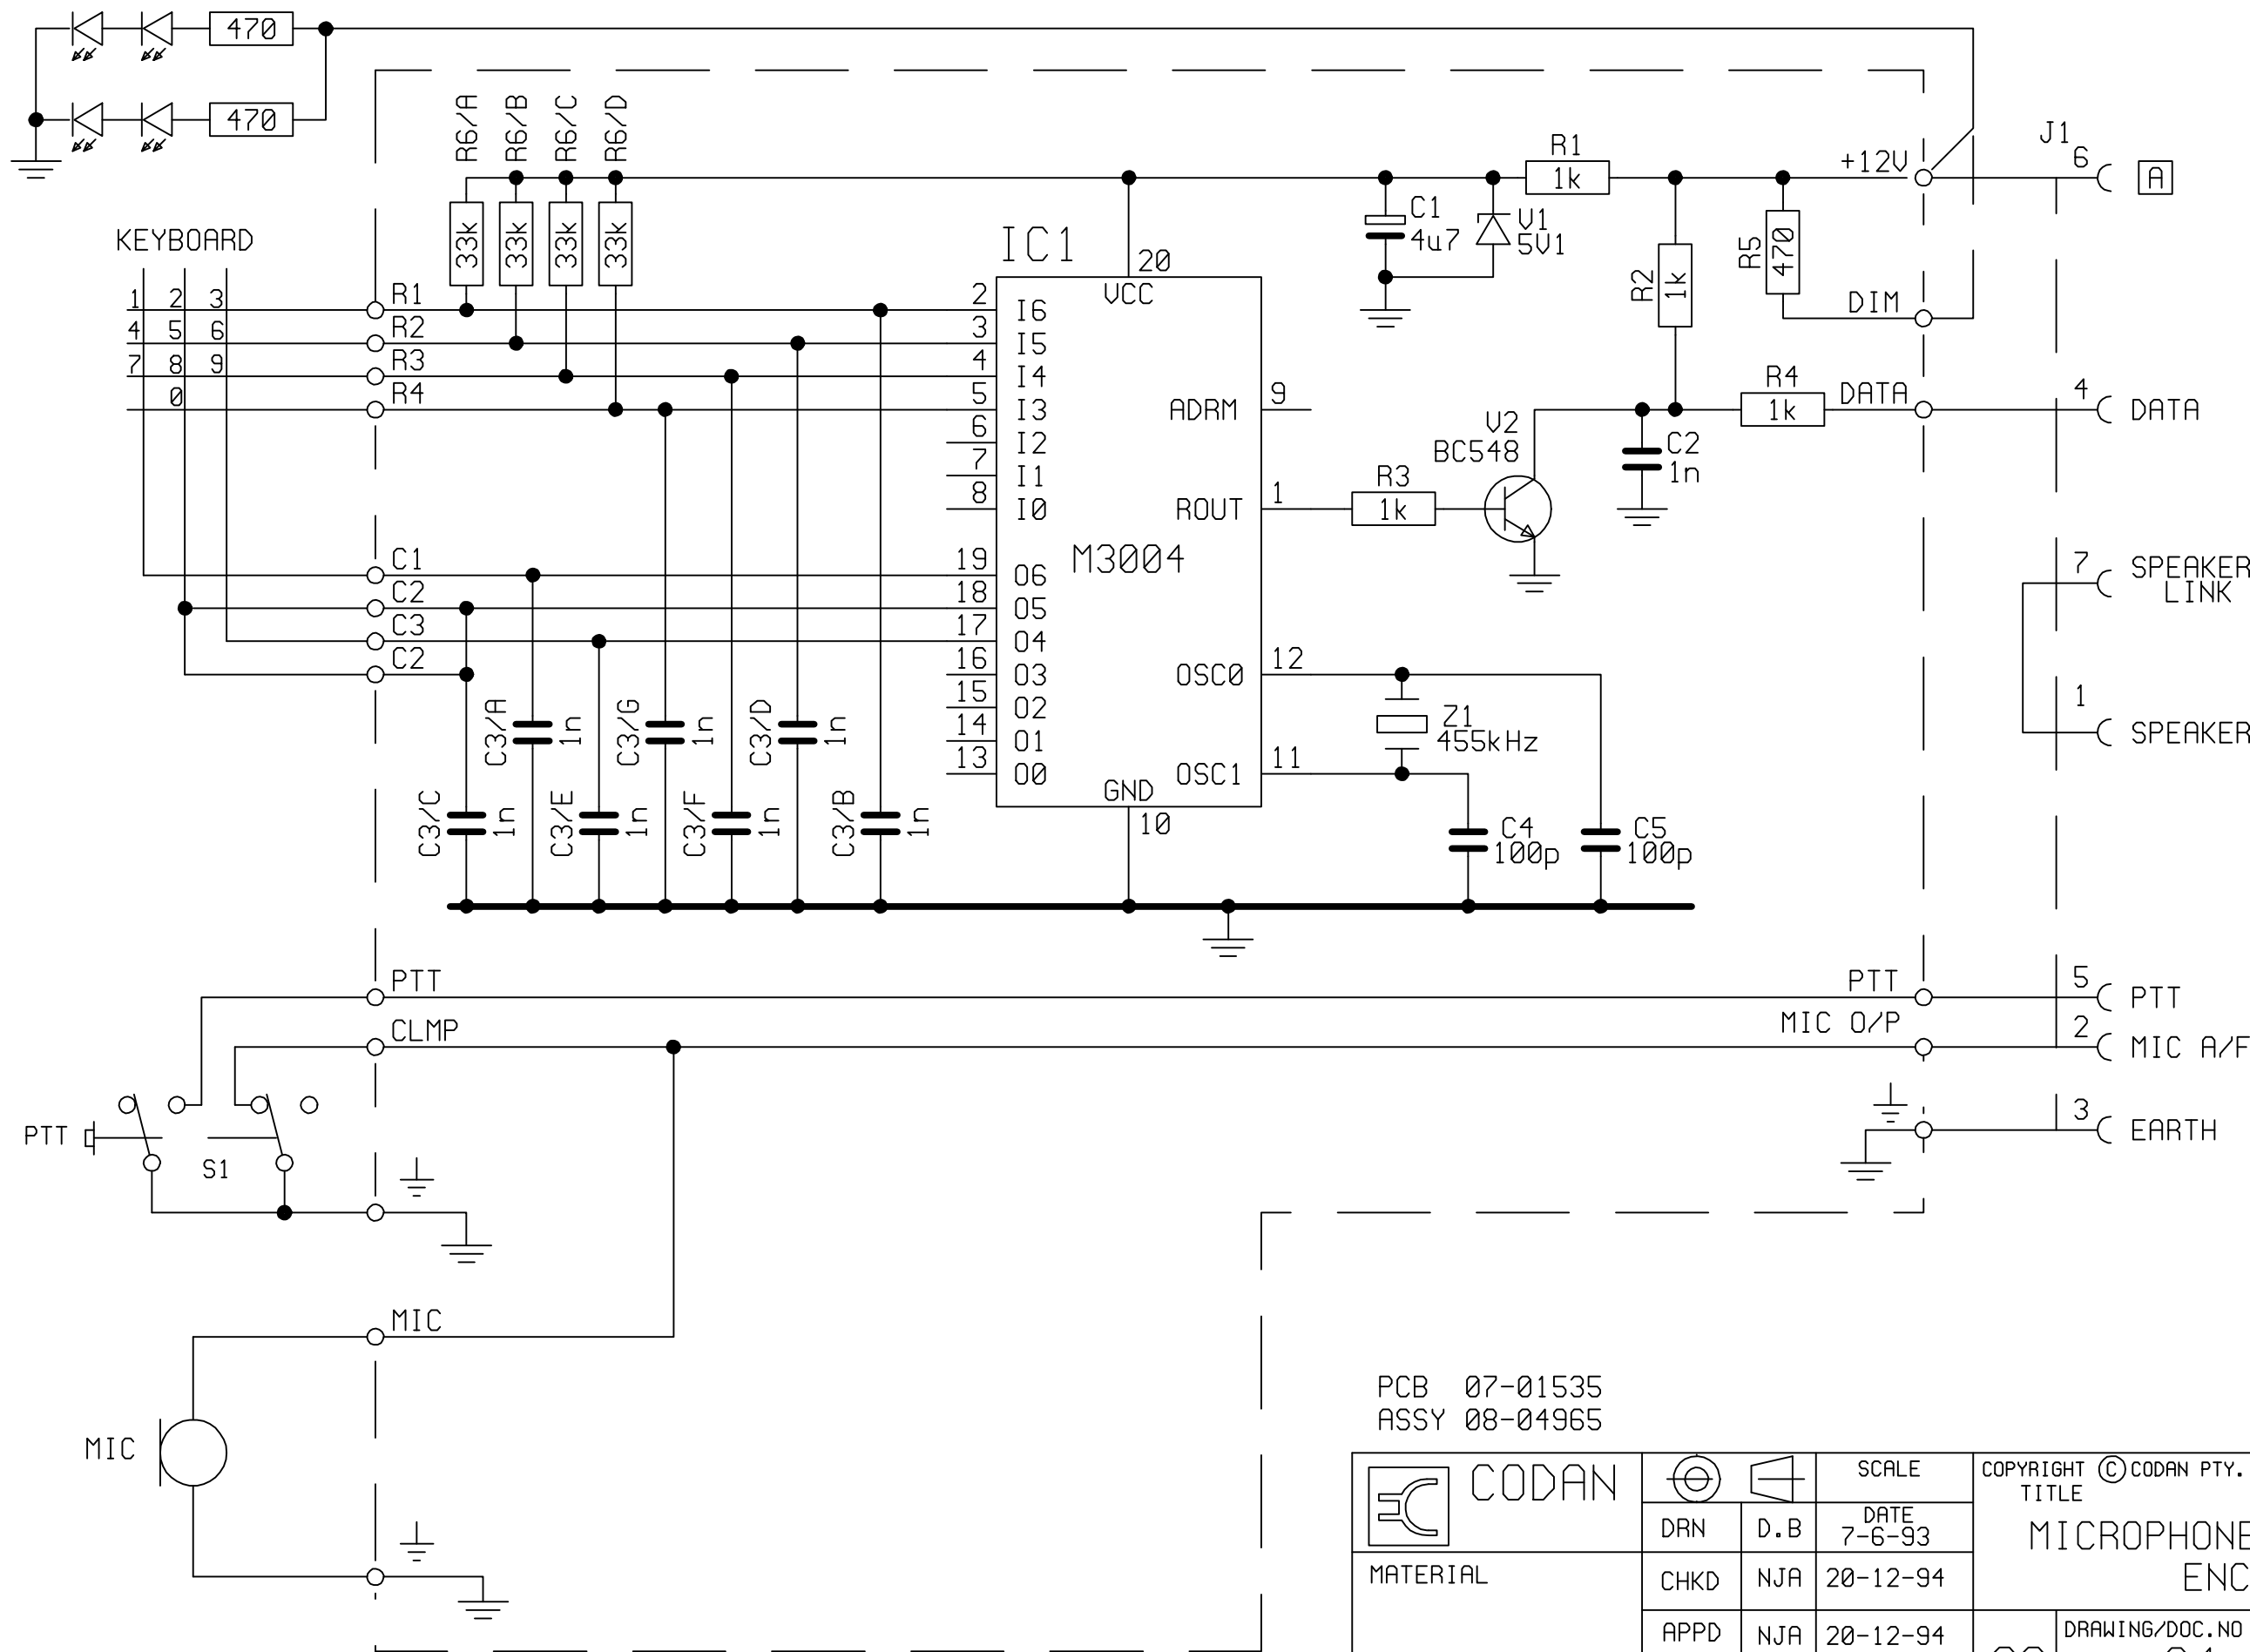 470
470
R6/A R6/B R6/C R6/D
33k 33k 33k 33k
KEYBOARD
1 2 3
4 5 6
7 8 9
0
R1
R2
R3
R4
C1
C2
C3
C2
IC1
M3004
20
VCC
2 I6
3 I5
4 I4
5 I3
6 I2
7 I1
8 I0
19 O6
18 O5
17 O4
16 O3
15 O2
14 O1
13 O0
ADRM 9
ROUT 1
OSC0 12
OSC1 11
GND
10
C1
4u7
V1
5V1
R1
1k
R2
1k
R5
470
+12V
DIM
DATA
R4
1k
V2
BC548
R3
1k
C2
1n
Z1
455kHz
C4
100p
C5
100p
C3/A 1n
C3/G 1n
C3/D 1n
C3/C 1n
C3/E 1n
C3/F 1n
C3/B 1n
J1
6 A
4 DATA
7 SPEAKER
LINK
1 SPEAKER
5 PTT
2 MIC A/F
3 EARTH
PTT
CLMP
PTT
MIC O/P
PTT
S1
MIC
MIC
PCB 07-01535
ASSY 08-04965
CODAN
MATERIAL
SCALE
DRN D.B DATE
7-6-93
CHKD NJA 20-12-94
APPD NJA 20-12-94
COPYRIGHT © CODAN PTY.
TITLE
MICROPHONE
ENC
DRAWING/DOC.NO